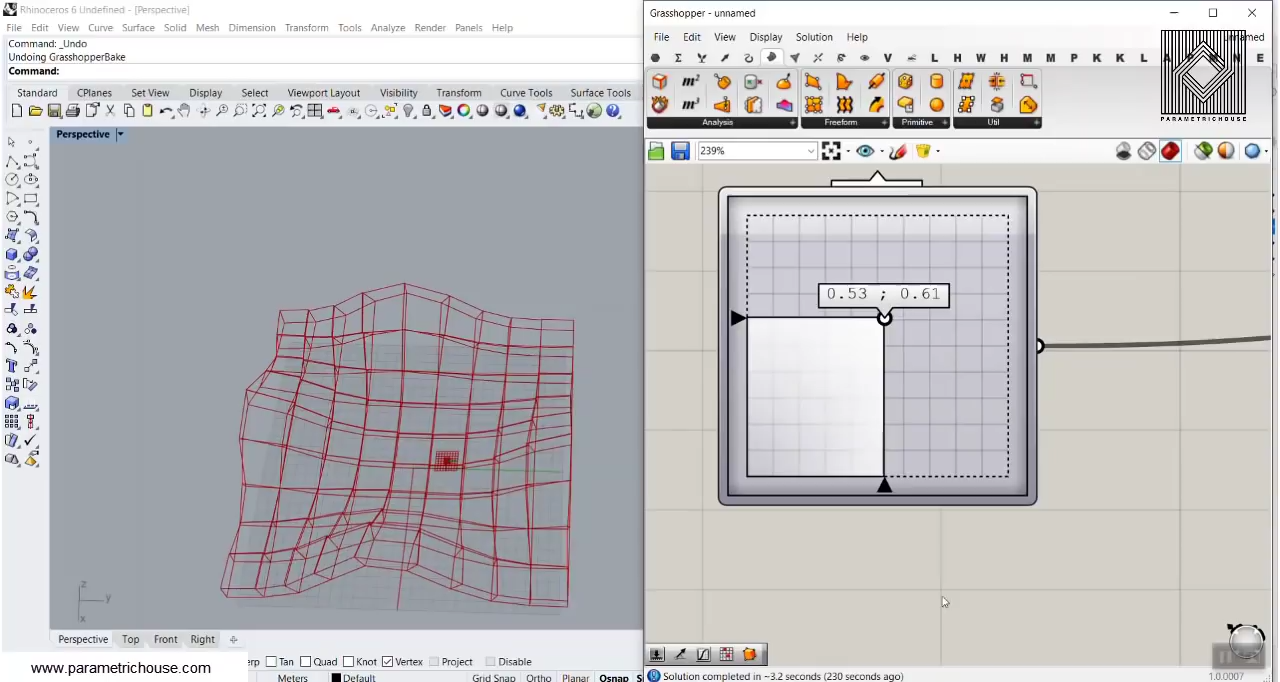 Rhinoceros 6 Undefined - [Perspective]
File Edit View Curve Surface Solid Mesh Dimension Transform Tools Analyze Render Panels Help
Command: _Undo
Undoing GrasshopperBake
Command:
Standard CPlanes Set View Display Select Viewport Layout Visibility Transform Curve Tools Surface Tools
Perspective
z
y
x
Perspective Top Front Right
Tan Quad Knot Vertex Project Disable
www.parametrichouse.com
Meters Default Grid Snap Ortho Planar Osnap
Grasshopper - unnamed
File Edit View Display Solution Help
V L H W H M M P K K L A P M N E
m² m³
Analysis Freeform Primitive Util
PARAMETRICHOUSE
239%
0.53 ; 0.61
Solution completed in ~3.2 seconds (230 seconds ago)
1.0.0007